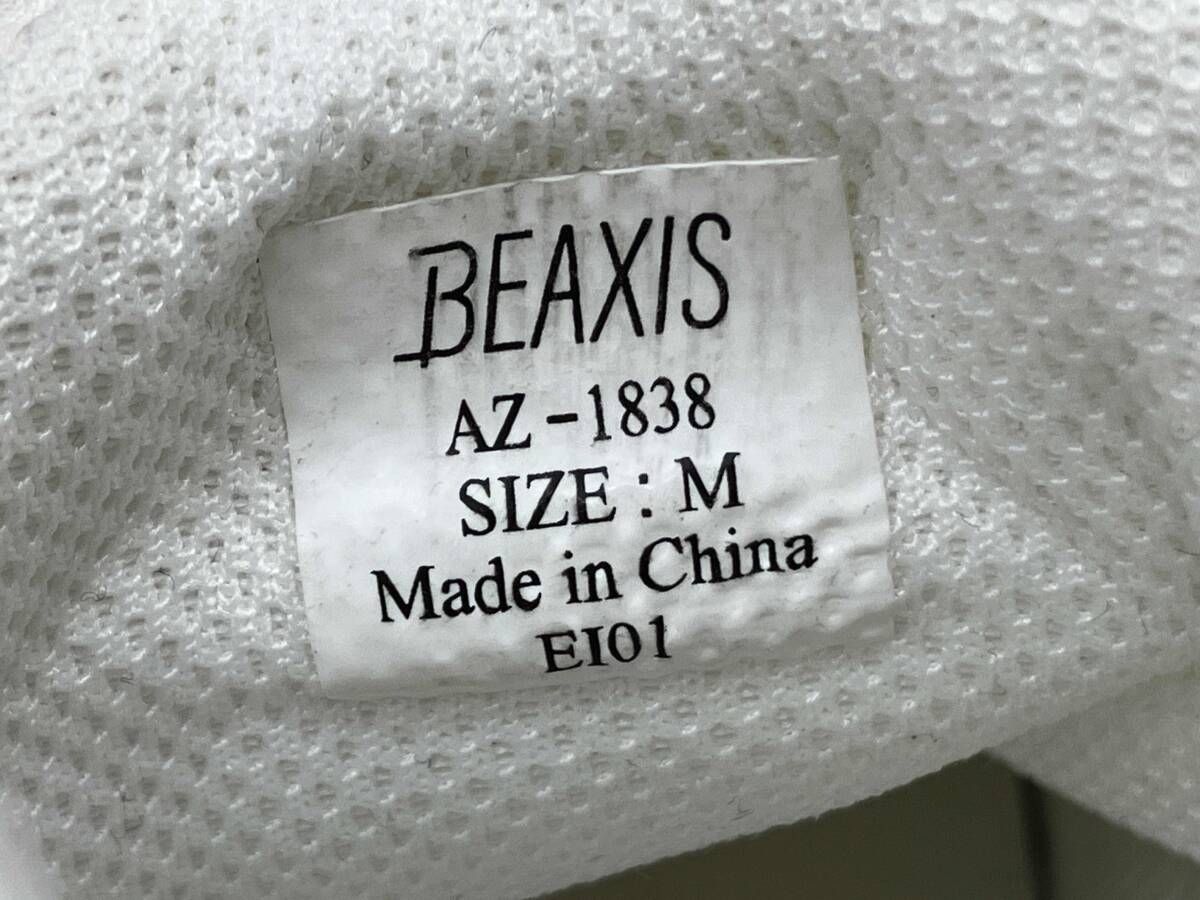 BEAXIS
AZ-1838
SIZE : M
Made in China
EI01